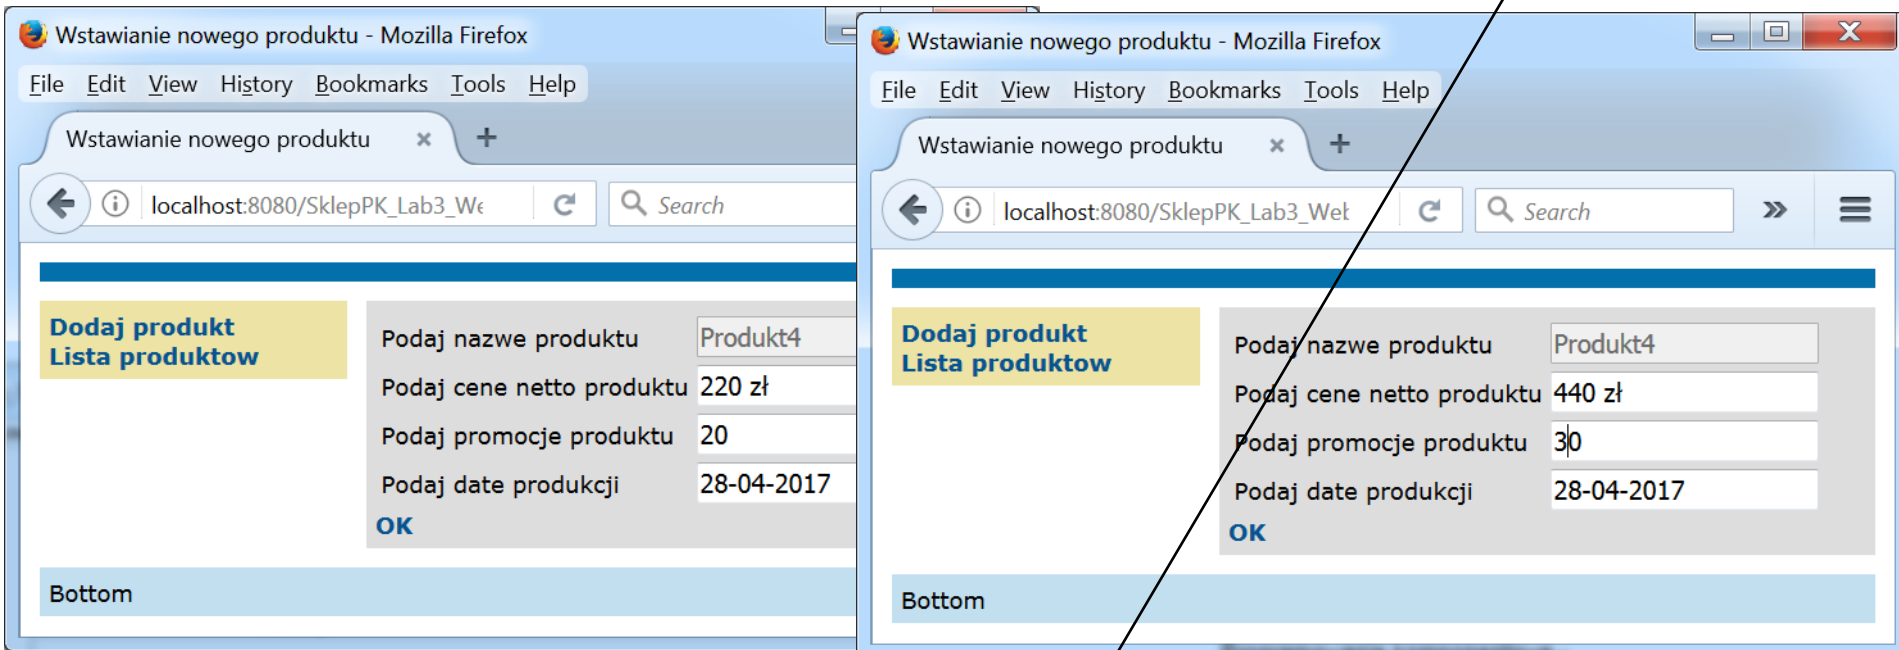 Wstawianie nowego produktu - Mozilla Firefox
File Edit View History Bookmarks Tools Help
Wstawianie nowego produktu
localhost:8080/SklepPK_Lab3_We
Search
Dodaj produkt
Lista produktow
Podaj nazwe produktu Produkt4
Podaj cene netto produktu 220 zł
Podaj promocje produktu 20
Podaj date produkcji 28-04-2017
OK
Bottom
Wstawianie nowego produktu - Mozilla Firefox
File Edit View History Bookmarks Tools Help
Wstawianie nowego produktu
localhost:8080/SklepPK_Lab3_Wel
Search
Dodaj produkt
Lista produktow
Podaj nazwe produktu Produkt4
Podaj cene netto produktu 440 zł
Podaj promocje produktu 30
Podaj date produkcji 28-04-2017
OK
Bottom